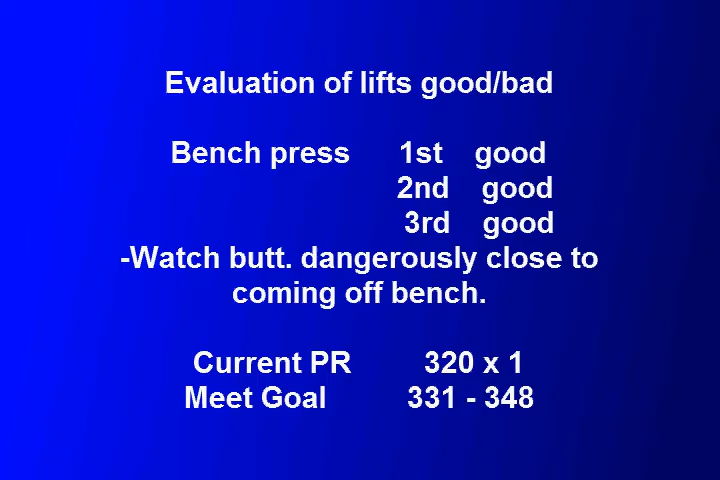 Evaluation of lifts good/bad
Bench press 1st good
2nd good
3rd good
-Watch butt. dangerously close to
coming off bench.
Current PR 320 x 1
Meet Goal 331 - 348